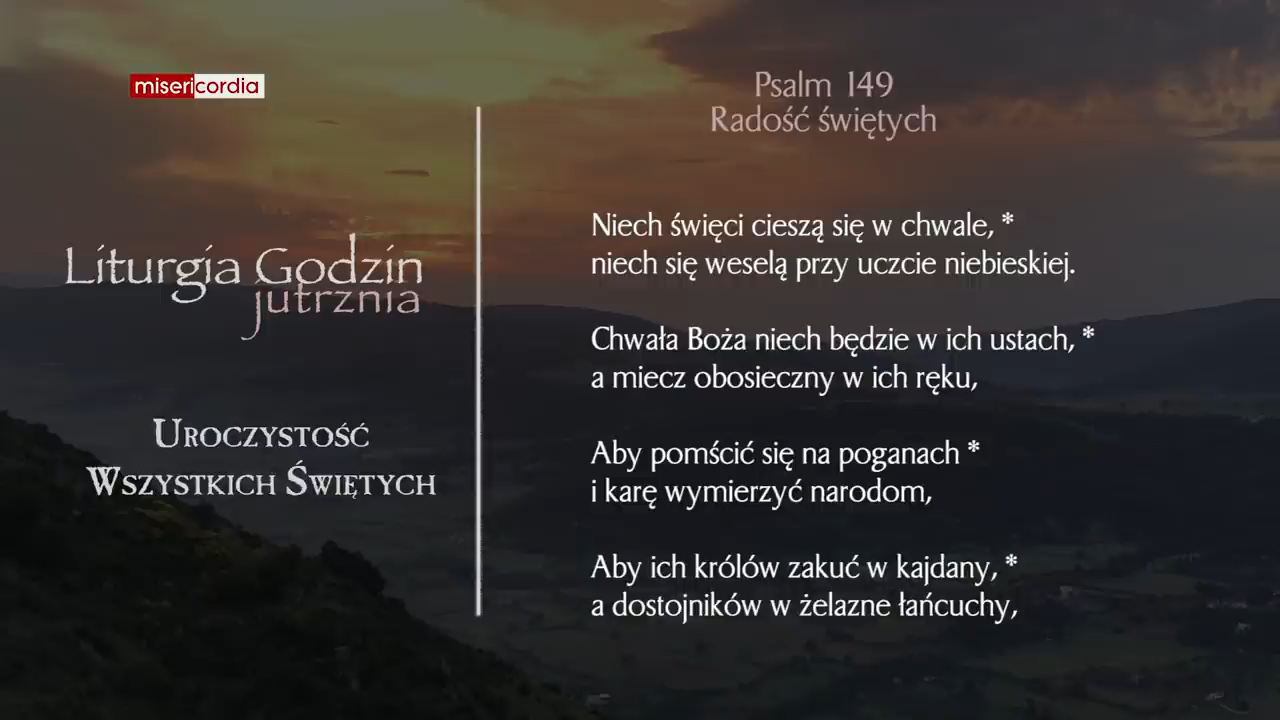 misericordia
Liturgia Godzin
jutrznia
Uroczystość
Wszystkich Świętych
Psalm 149
Radość świętych
Niech święci cieszą się w chwale, *
niech się weselą przy uczcie niebieskiej.
Chwała Boża niech będzie w ich ustach, *
a miecz obosieczny w ich ręku,
Aby pomścić się na poganach *
i karę wymierzyć narodom,
Aby ich królów zakuć w kajdany, *
a dostojników w żelazne łańcuchy,